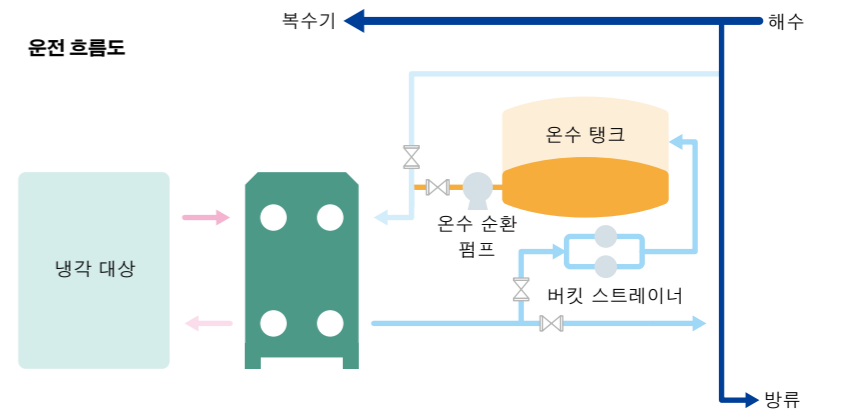 복수기
해수
운전 흐름도
온수 탱크
온수 순환
펌프
냉각 대상
버킷 스트레이너
방류